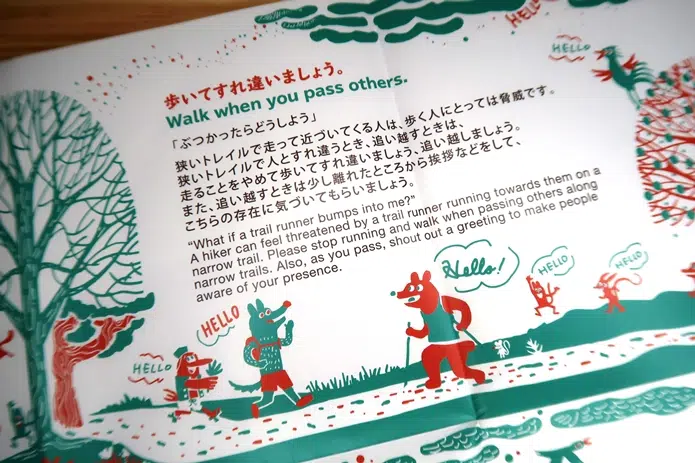 HELLO
HELLO
歩いてすれ違いましょう。
Walk when you pass others.
「ぶつかったらどうしよう」
狭いトレイルで走って近づいてくる人は、歩く人にとっては脅威です。
狭いトレイルで人とすれ違うとき、追い越すときは、
走ることをやめて歩いてすれ違いましょう、追い越しましょう。
また、追い越すときは少し離れたところから挨拶などをして、
こちらの存在に気づいてもらいましょう。
“What if a trail runner bumps into me?”
A hiker can feel threatened by a trail runner running towards them on a
narrow trail. Please stop running and walk when passing others along
narrow trails. Also, as you pass, shout out a greeting to make people
aware of your presence.
Hello!
HELLO
HELLO
HELLO
HELLO